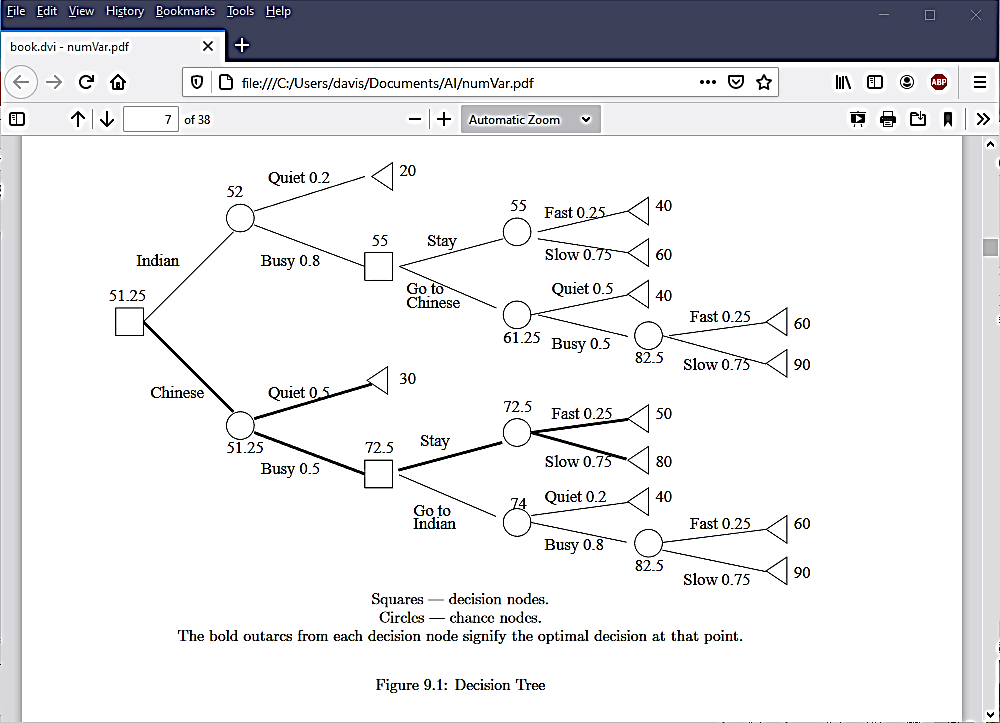 File Edit View History Bookmarks Tools Help
book.dvi - numVar.pdf
file:///C:/Users/davis/Documents/AI/numVar.pdf
ABP
7 of 38
Automatic Zoom
Quiet 0.2
20
52
Indian
Busy 0.8
55
Stay
55
Fast 0.25
40
Slow 0.75
60
Go to
Chinese
Quiet 0.5
40
61.25
Busy 0.5
Fast 0.25
60
82.5
Slow 0.75
90
51.25
Chinese
Quiet 0.5
30
51.25
Busy 0.5
72.5
Stay
72.5
Fast 0.25
50
Slow 0.75
80
Go to
Indian
74
Quiet 0.2
40
Busy 0.8
Fast 0.25
60
82.5
Slow 0.75
90
Squares — decision nodes.
Circles — chance nodes.
The bold outarcs from each decision node signify the optimal decision at that point.
Figure 9.1: Decision Tree